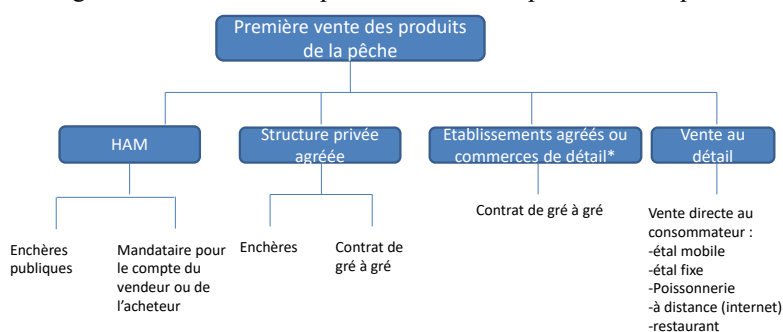 Première vente des produits
de la pêche
HAM
Structure privée
agréée
Etablissements agréés ou
commerces de détail*
Vente au
détail
Enchères
publiques
Mandataire pour
le compte du
vendeur ou de
l'acheteur
Enchères
Contrat de
gré à gré
Contrat de gré à gré
Vente directe au
consommateur :
-étal mobile
-étal fixe
-Poissonnerie
-à distance (internet)
-restaurant